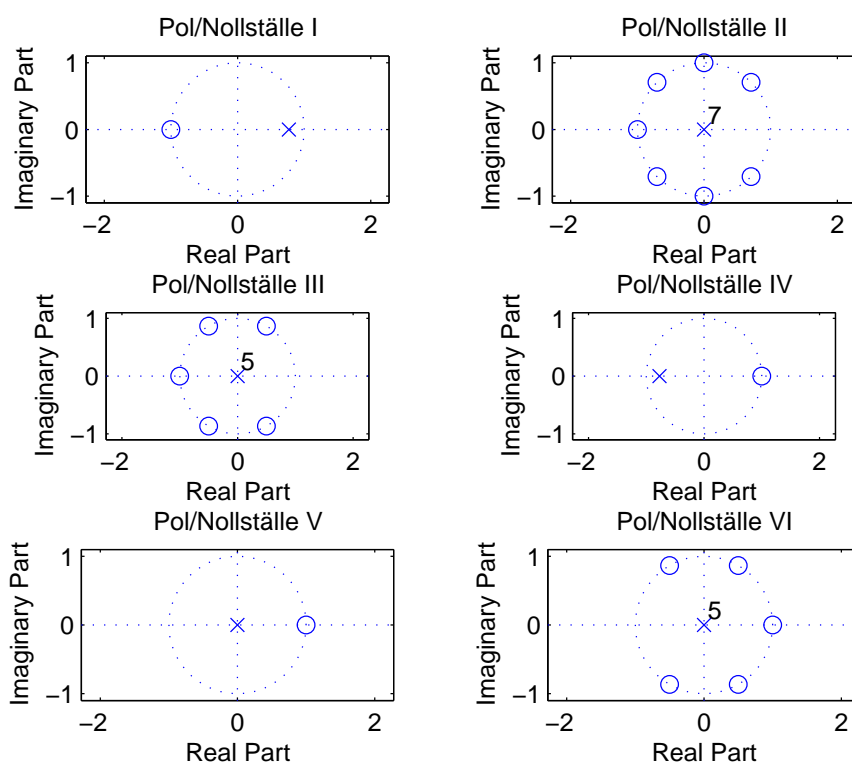 Pol/Nollställe I
Imaginary Part
1
0
−1
−2
0
2
Real Part
Pol/Nollställe II
Imaginary Part
1
0
−1
7
−2
0
2
Real Part
Pol/Nollställe III
Imaginary Part
1
0
−1
5
−2
0
2
Real Part
Pol/Nollställe IV
Imaginary Part
1
0
−1
−2
0
2
Real Part
Pol/Nollställe V
Imaginary Part
1
0
−1
−2
0
2
Real Part
Pol/Nollställe VI
Imaginary Part
1
0
−1
5
−2
0
2
Real Part